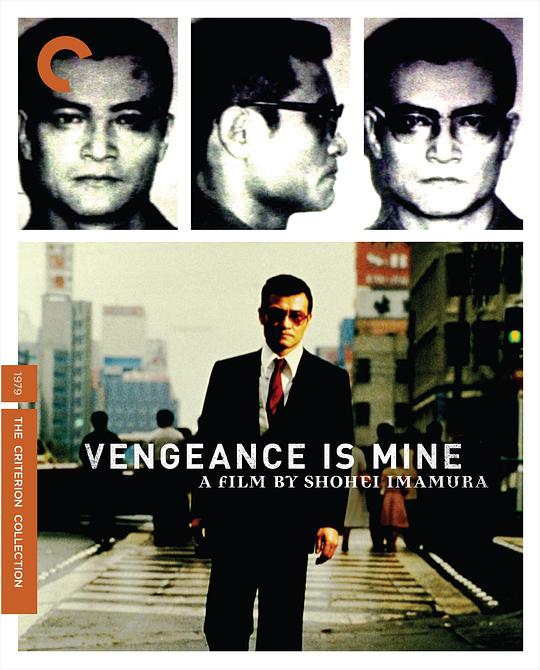 VENGEANCE IS MINE
A FILM BY SHOHEI IMAMURA
1979
THE CRITERION COLLECTION